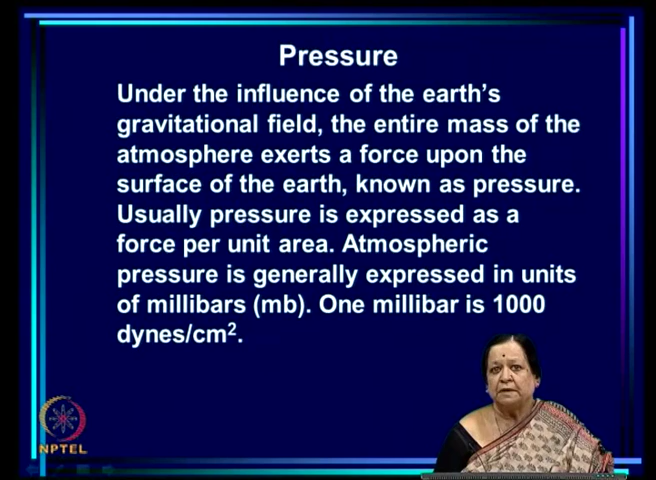 Pressure
Under the influence of the earth's
gravitational field, the entire mass of the
atmosphere exerts a force upon the
surface of the earth, known as pressure.
Usually pressure is expressed as a
force per unit area. Atmospheric
pressure is generally expressed in units
of millibars (mb). One millibar is 1000
dynes/cm².
NPTEL